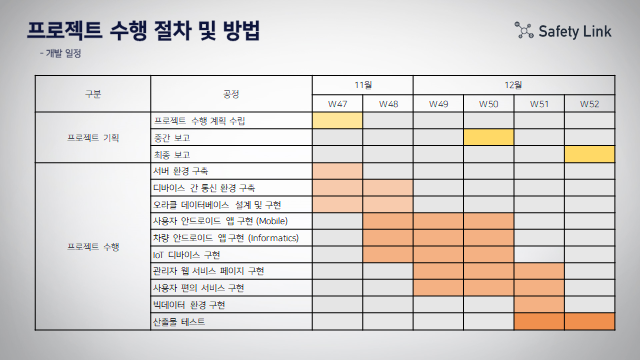 프로젝트 수행 절차 및 방법
Safety Link
- 개발 일정
구분 공정 11월 12월
W47 W48 W49 W50 W51 W52
프로젝트 기획
프로젝트 수행 계획 수립
중간 보고
최종 보고
프로젝트 수행
서버 환경 구축
디바이스 간 통신 환경 구축
오라클 데이터베이스 설계 및 구현
사용자 안드로이드 앱 구현 (Mobile)
차량 안드로이드 앱 구현 (Informatics)
IoT 디바이스 구현
관리자 웹 서비스 페이지 구현
사용자 편의 서비스 구현
빅데이터 환경 구현
산출물 테스트